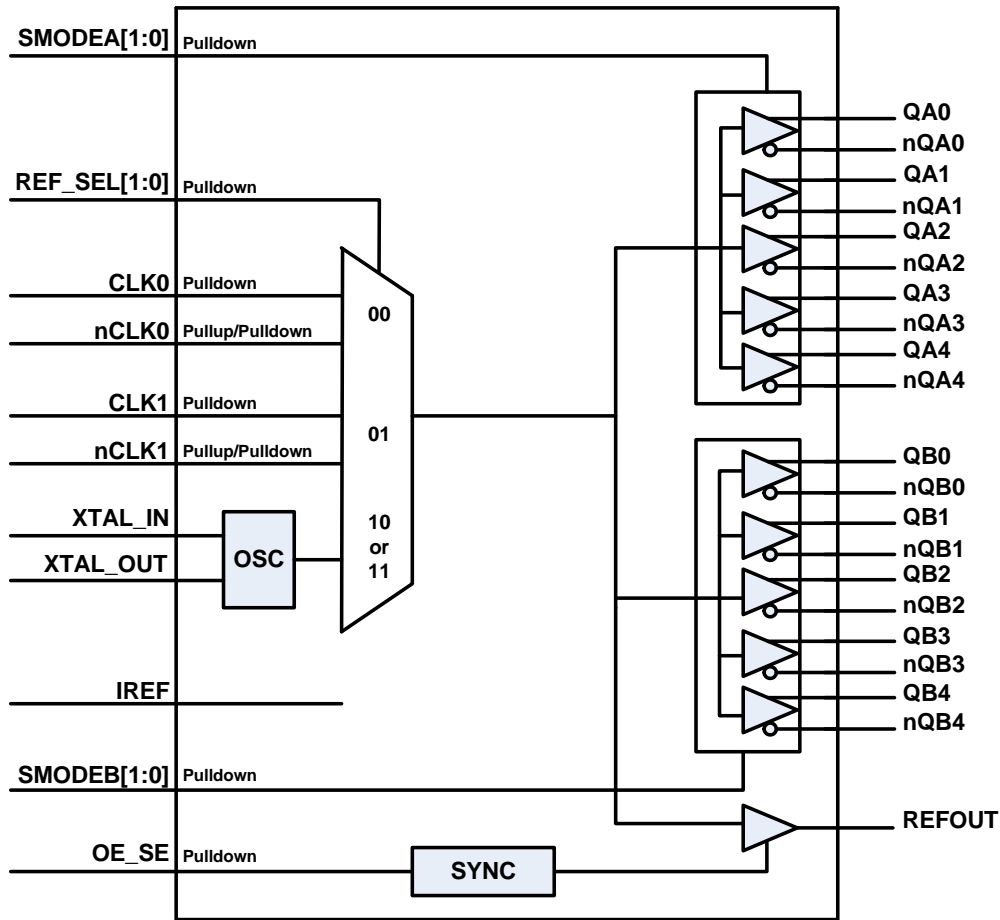 SMODEA[1:0] Pulldown
REF_SEL[1:0] Pulldown
CLK0 Pulldown
nCLK0 Pullup/Pulldown
CLK1 Pulldown
nCLK1 Pullup/Pulldown
XTAL_IN
XTAL_OUT
OSC
00
01
10
or
11
IREF
SMODEB[1:0] Pulldown
OE_SE Pulldown
SYNC
QA0
nQA0
QA1
nQA1
QA2
nQA2
QA3
nQA3
QA4
nQA4
QB0
nQB0
QB1
nQB1
QB2
nQB2
QB3
nQB3
QB4
nQB4
REFOUT